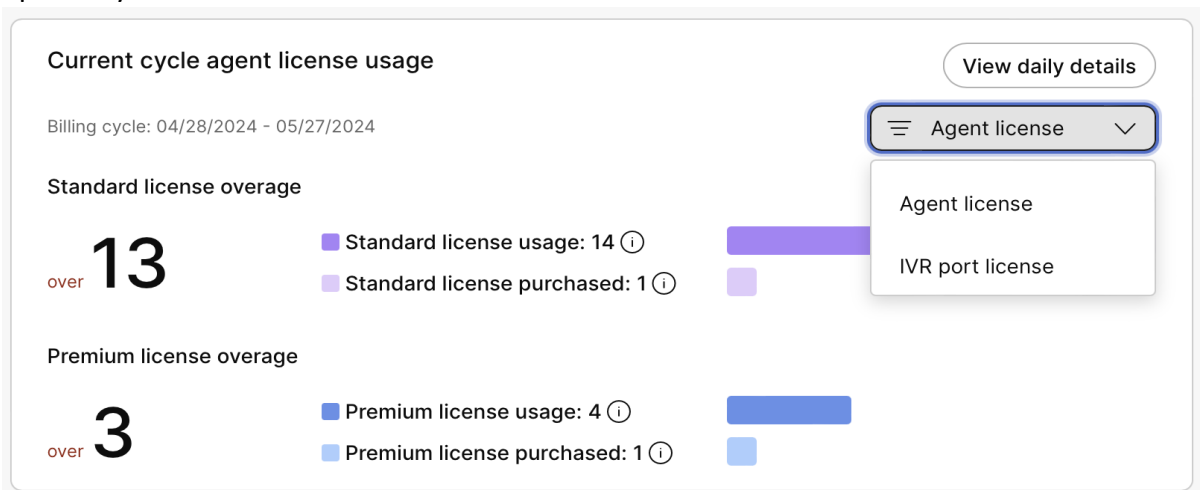 Current cycle agent license usage
View daily details
Billing cycle: 04/28/2024 - 05/27/2024
Agent license
Standard license overage
Agent license
IVR port license
over 13
Standard license usage: 14
Standard license purchased: 1
Premium license overage
over 3
Premium license usage: 4
Premium license purchased: 1